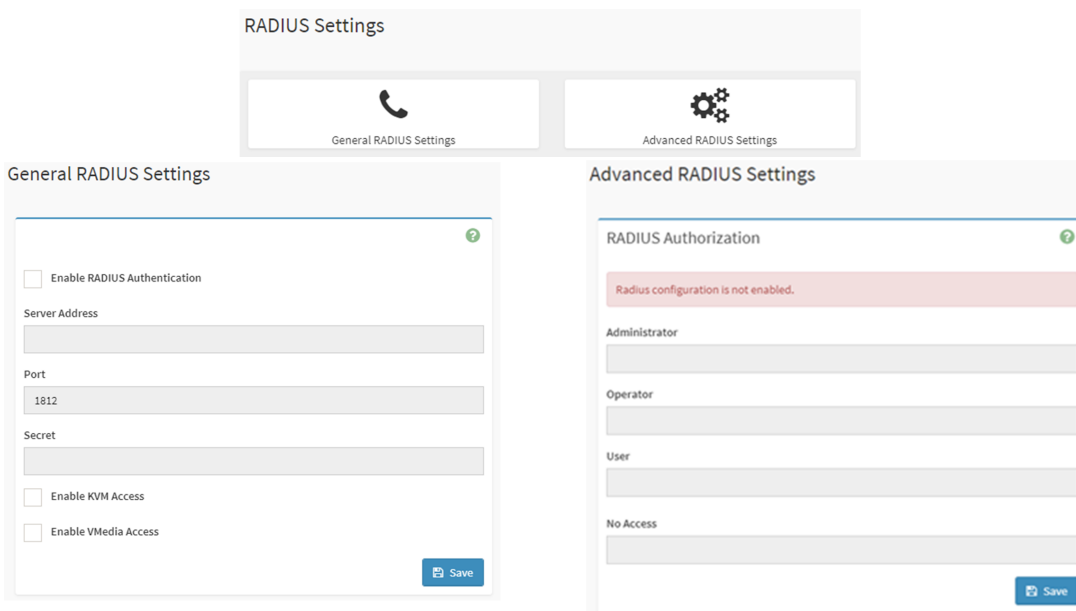 RADIUS Settings
General RADIUS Settings
Advanced RADIUS Settings
General RADIUS Settings
?
Enable RADIUS Authentication
Server Address
Port
1812
Secret
Enable KVM Access
Enable VMedia Access
Save
Advanced RADIUS Settings
RADIUS Authorization
?
Radius configuration is not enabled.
Administrator
Operator
User
No Access
Save